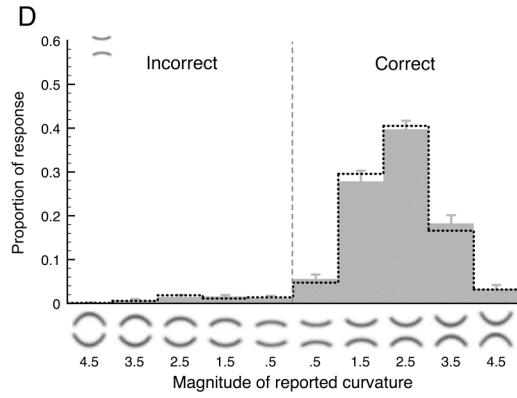 D
0.6
0.5
0.4
0.3
0.2
0.1
0
Proportion of response
Incorrect
Correct
4.5 3.5 2.5 1.5 .5 .5 1.5 2.5 3.5 4.5
Magnitude of reported curvature